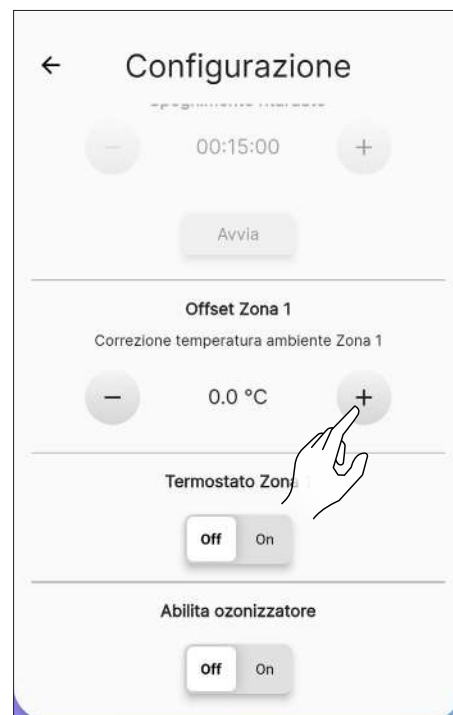 Configurazione
00:15:00
Avvia
Offset Zona 1
Correzione temperatura ambiente Zona 1
0.0 °C
Termostato Zona
Off On
Abilita ozonizzatore
Off On